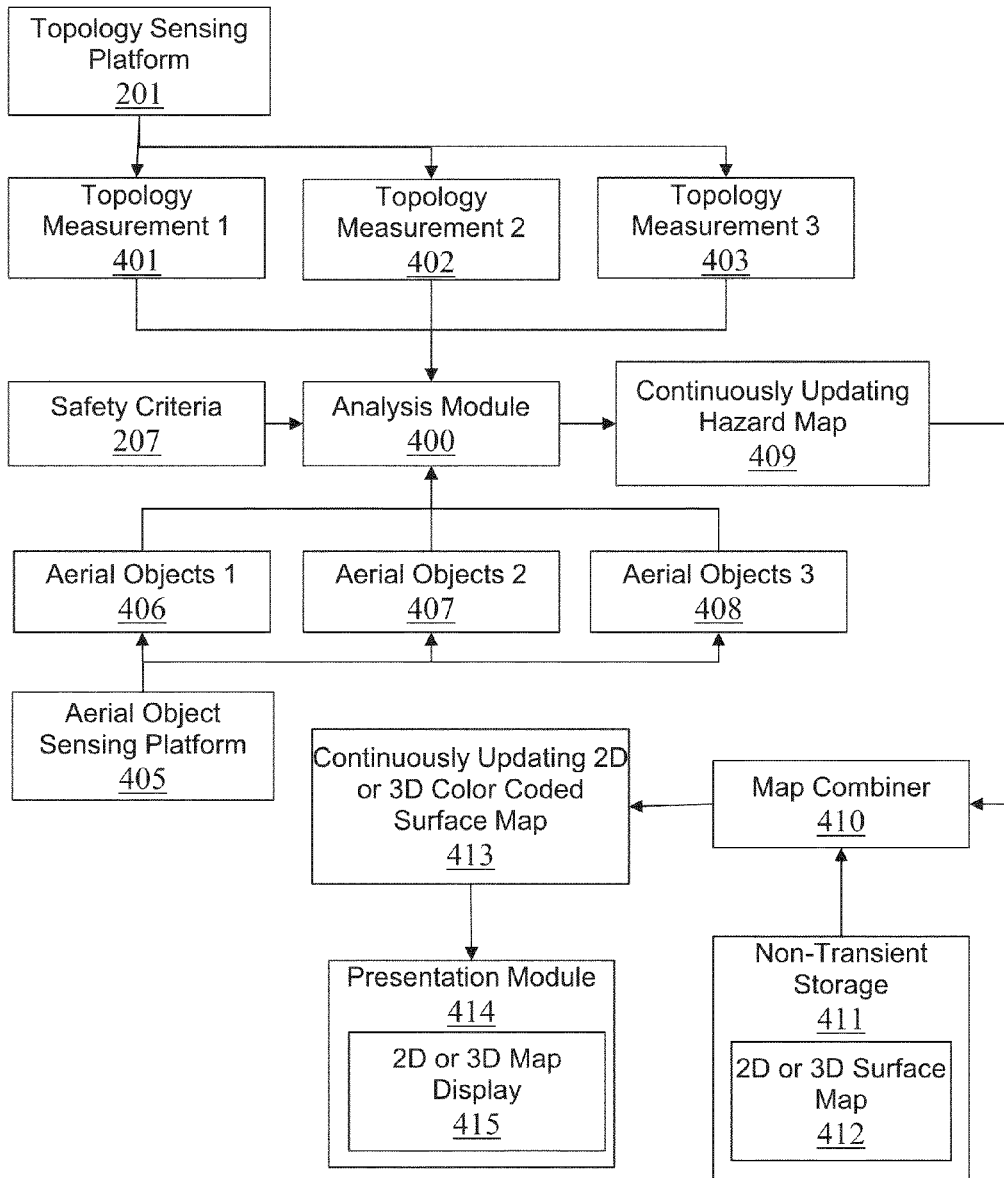 Topology Sensing
Platform
201
Topology
Measurement 1
401
Topology
Measurement 2
402
Topology
Measurement 3
403
Safety Criteria
207
Analysis Module
400
Continuously Updating
Hazard Map
409
Aerial Objects 1
406
Aerial Objects 2
407
Aerial Objects 3
408
Aerial Object
Sensing Platform
405
Continuously Updating 2D
or 3D Color Coded
Surface Map
413
Map Combiner
410
Presentation Module
414
2D or 3D Map
Display
415
Non-Transient
Storage
411
2D or 3D Surface
Map
412